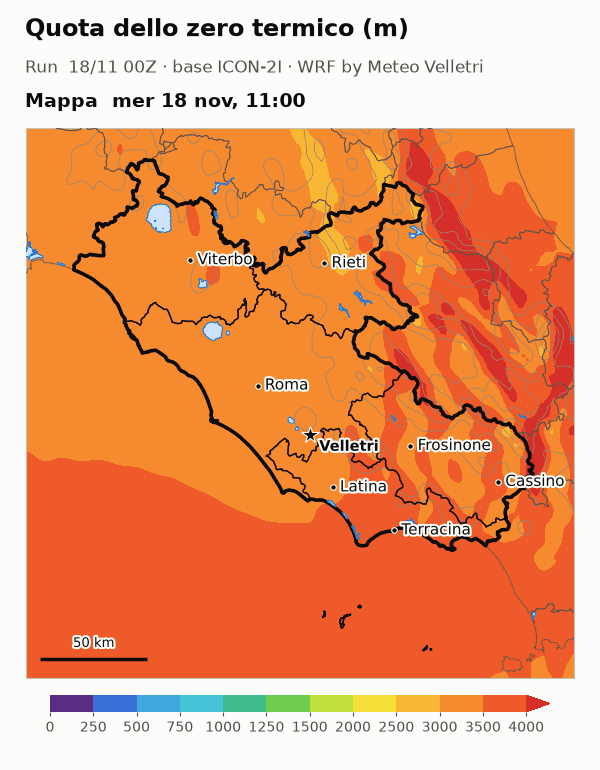 Quota dello zero termico (m)
Run  18/11 00Z · base ICON-2I · WRF by Meteo Velletri
Mappa  mer 18 nov, 11:00
Viterbo
Rieti
Roma
Velletri
Frosinone
Latina
Cassino
Terracina
50 km
0 250 500 750 1000 1250 1500 2000 2500 3000 3500 4000